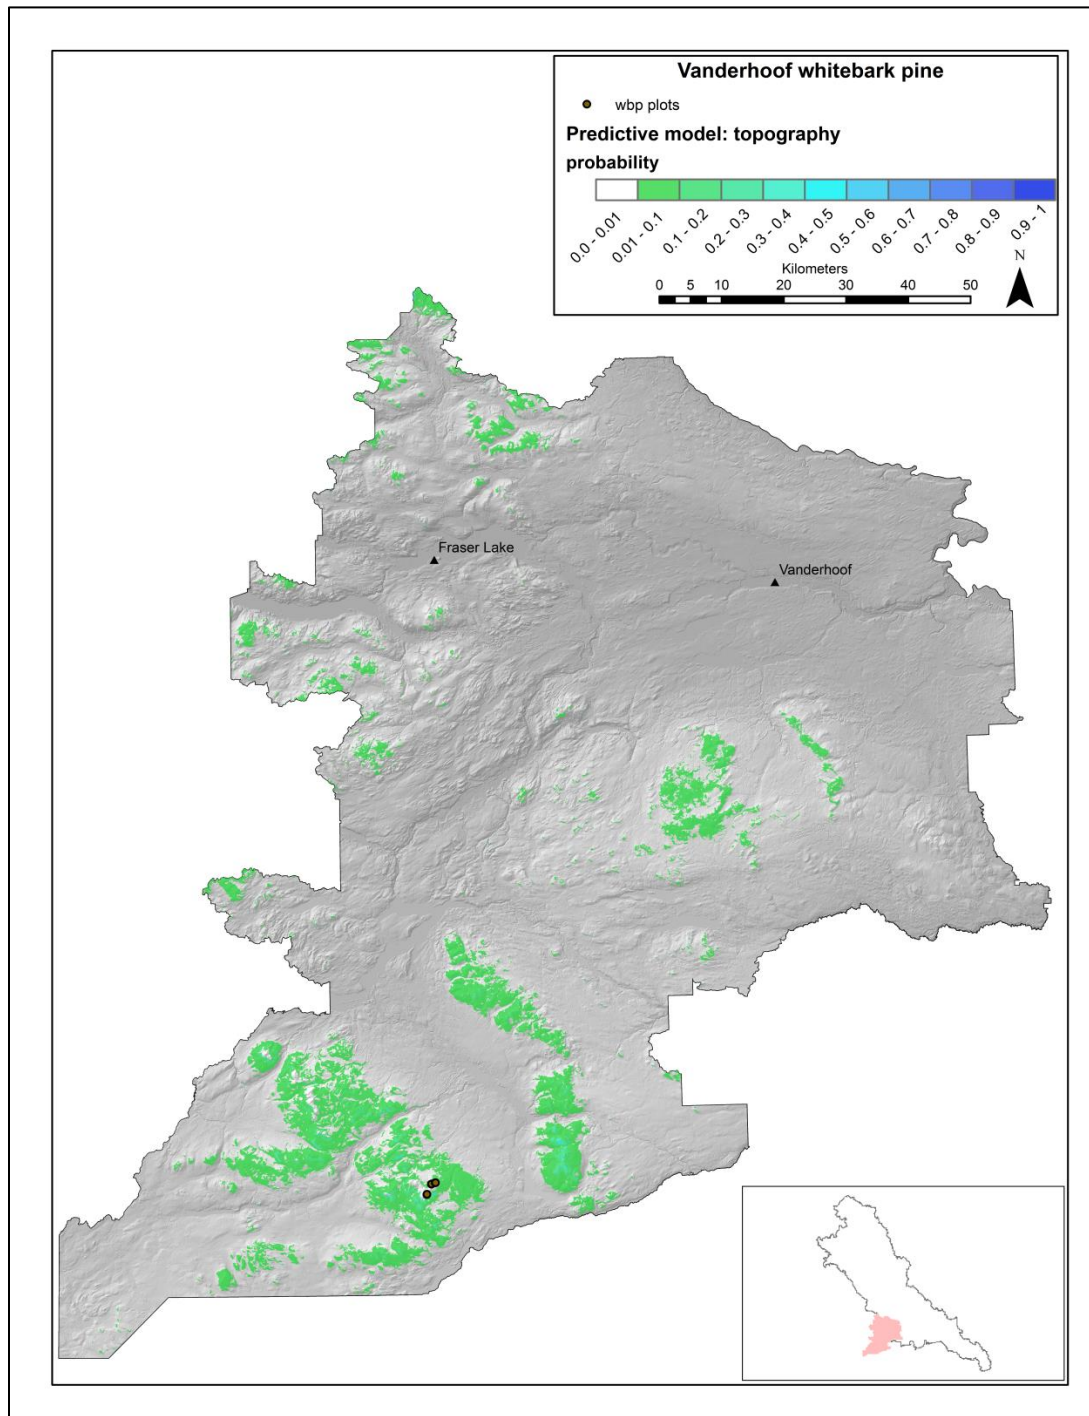 Vanderhoof whitebark pine
wbp plots
Predictive model: topography
probability
0.0 - 0.01
0.01 - 0.1
0.1 - 0.2
0.2 - 0.3
0.3 - 0.4
0.4 - 0.5
0.5 - 0.6
0.6 - 0.7
0.7 - 0.8
0.8 - 0.9
0.9 - 1
N
Kilometers
0 5 10 20 30 40 50
Fraser Lake
Vanderhoof